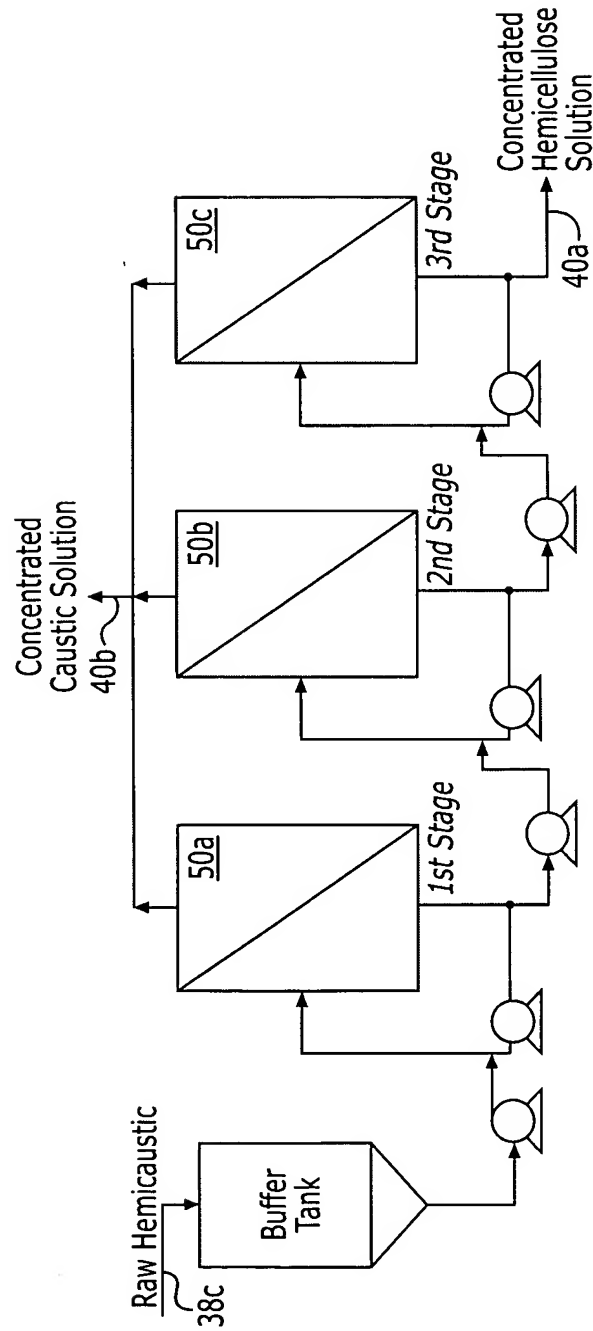 Raw Hemicaustic
38c
Buffer
Tank
50a
1st Stage
Concentrated
Caustic Solution
40b
50b
2nd Stage
50c
3rd Stage
40a
Concentrated
Hemicellulose
Solution